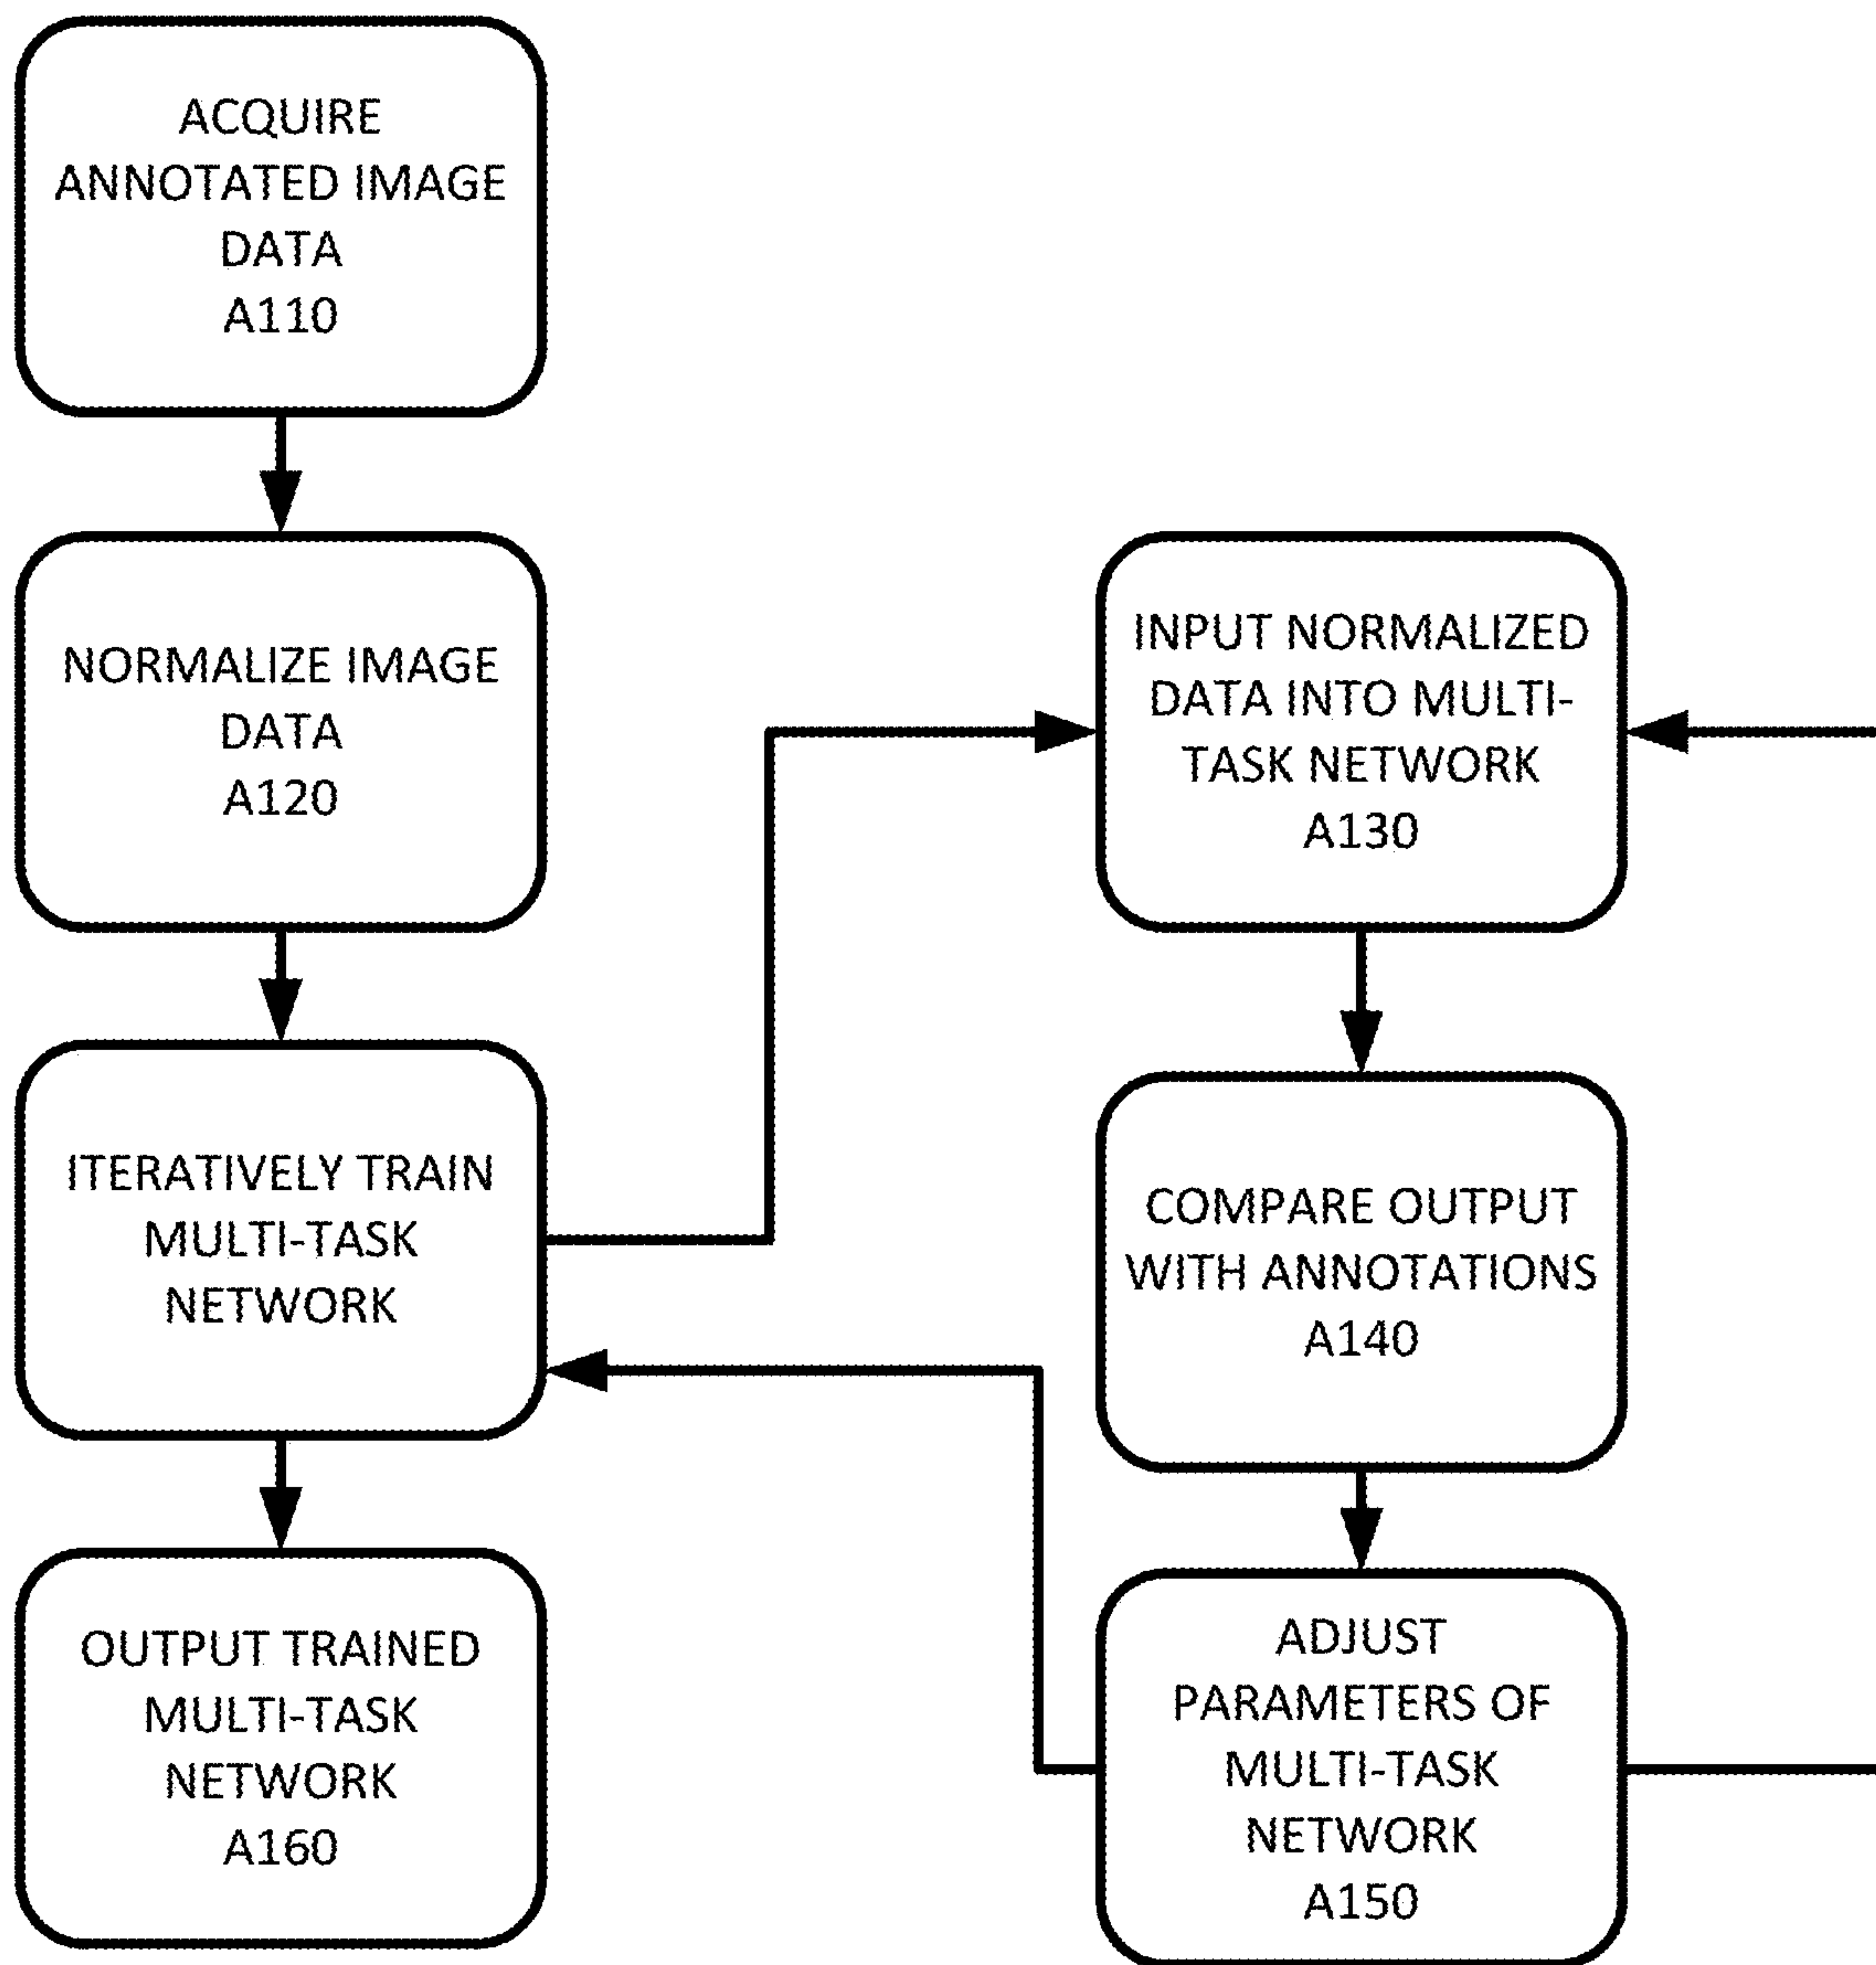 ACQUIRE
ANNOTATED IMAGE
DATA
A110
NORMALIZE IMAGE
DATA
A120
ITERATIVELY TRAIN
MULTI-TASK
NETWORK
OUTPUT TRAINED
MULTI-TASK
NETWORK
A160
INPUT NORMALIZED
DATA INTO MULTI-
TASK NETWORK
A130
COMPARE OUTPUT
WITH ANNOTATIONS
A140
ADJUST
PARAMETERS OF
MULTI-TASK
NETWORK
A150